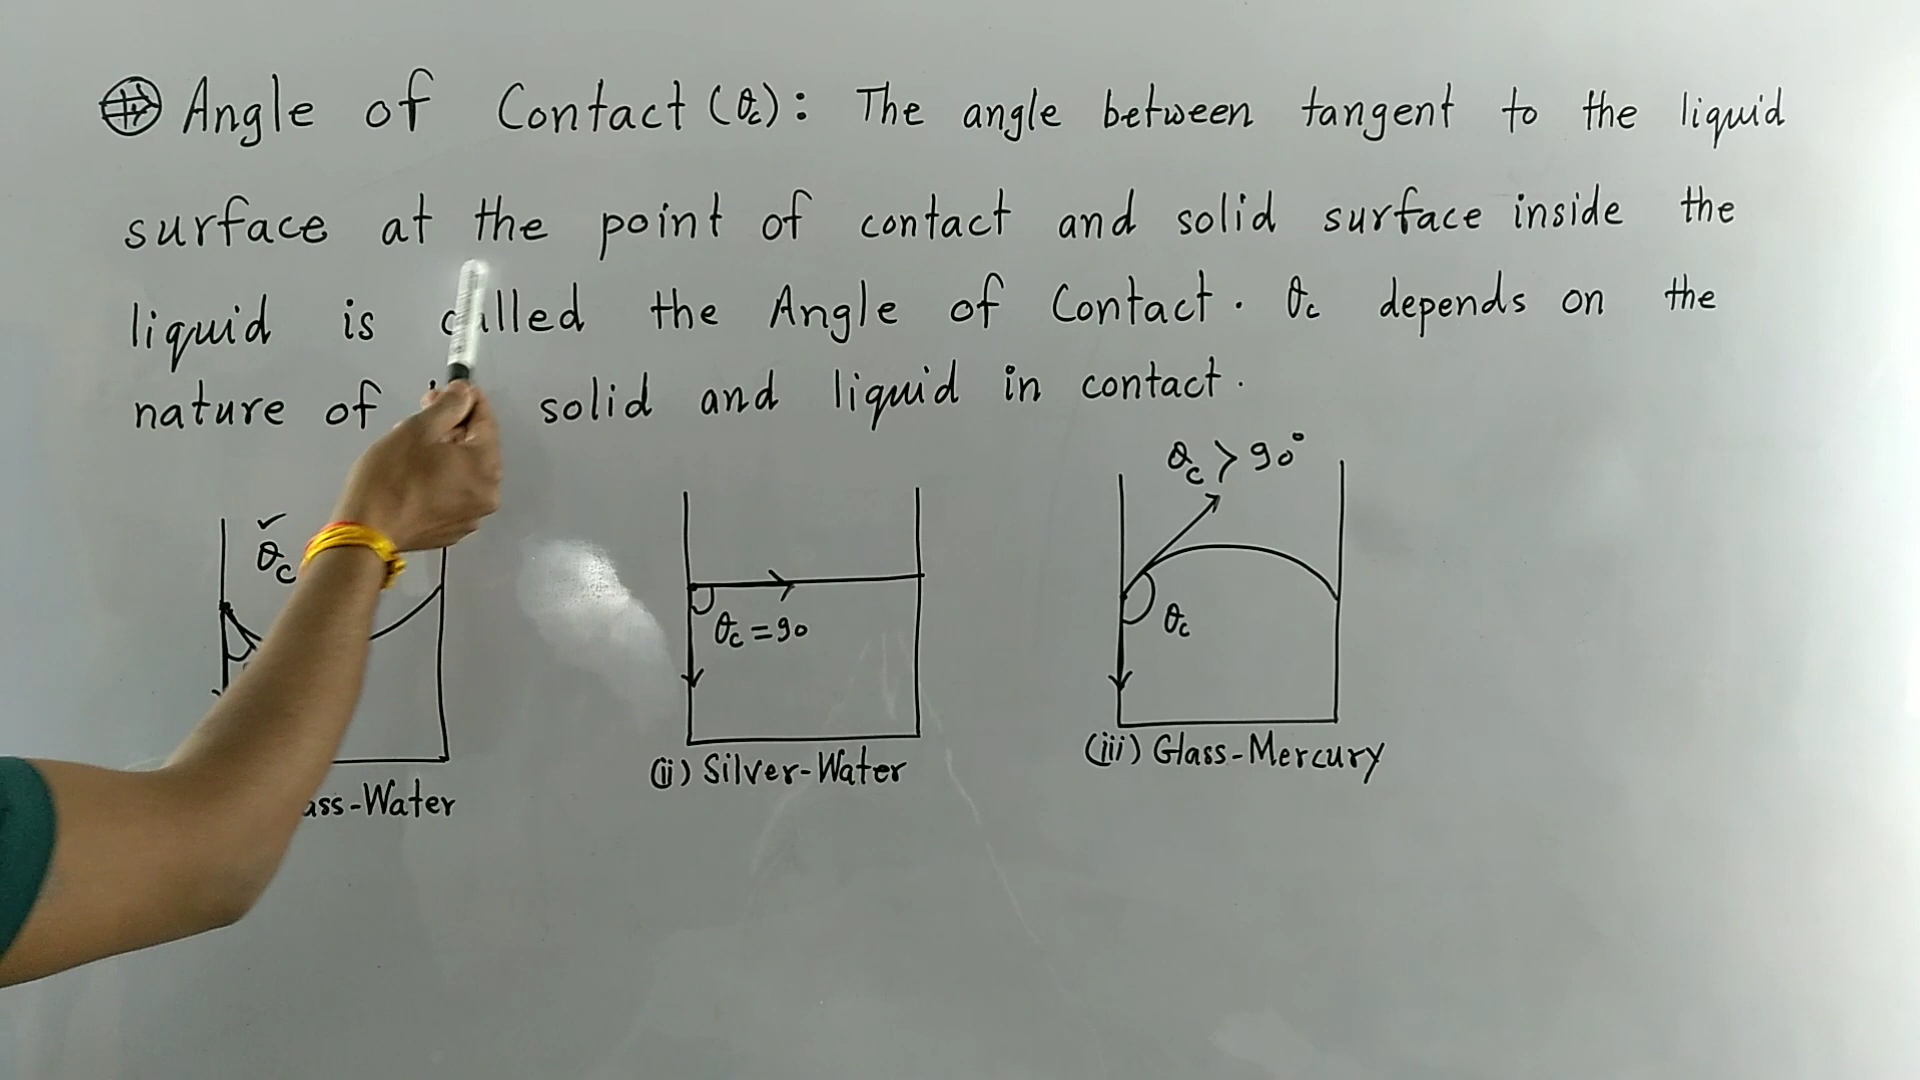 Angle of Contact (θc): The angle between tangent to the liquid
surface at the point of contact and solid surface inside the
liquid is called the Angle of Contact. θc depends on the
nature of solid and liquid in contact.
θc > 90°
θc
θc = 90
θc
-Water
(ii) Silver-Water
(iii) Glass-Mercury